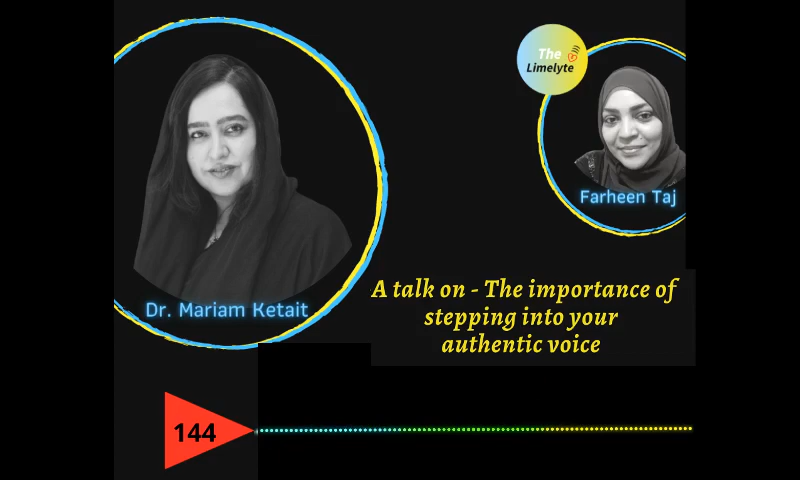 The
Limelyte
Farheen Taj
Dr. Mariam Ketait
A talk on - The importance of
stepping into your
authentic voice
144